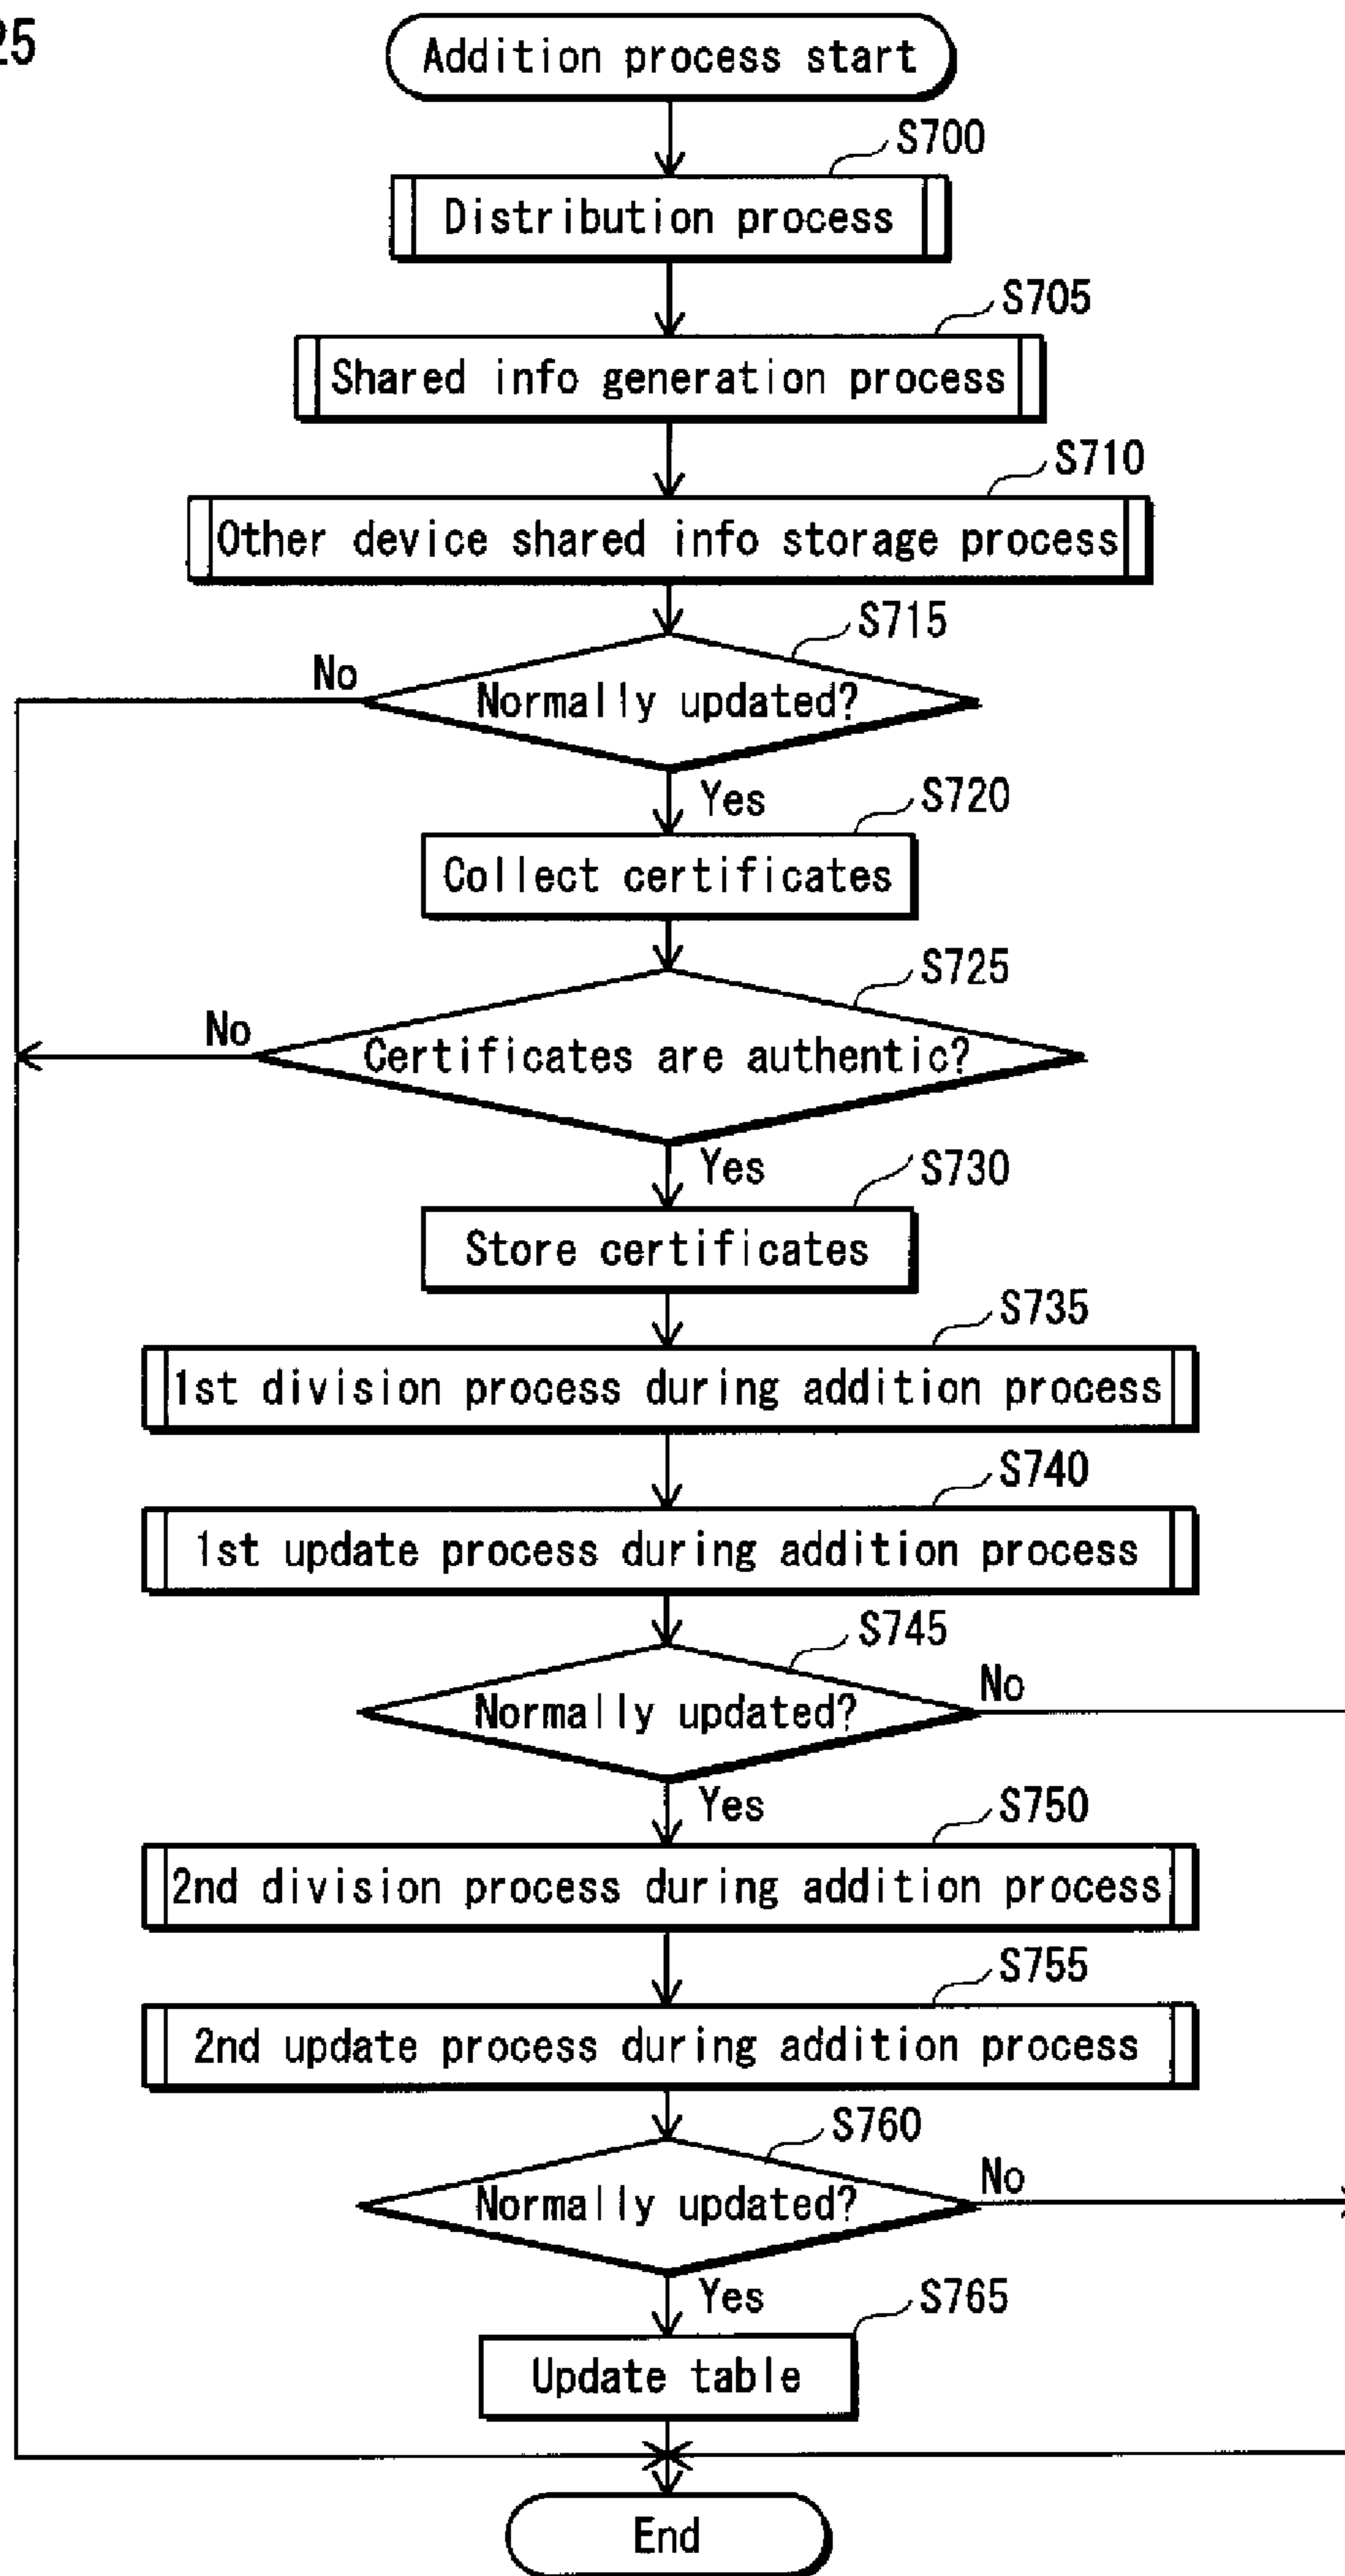 25
Addition process start
S700
Distribution process
S705
Shared info generation process
S710
Other device shared info storage process
S715
No
Normally updated?
Yes
S720
Collect certificates
S725
No
Certificates are authentic?
Yes
S730
Store certificates
S735
1st division process during addition process
S740
1st update process during addition process
S745
Normally updated?
No
Yes
S750
2nd division process during addition process
S755
2nd update process during addition process
S760
Normally updated?
No
Yes
S765
Update table
End